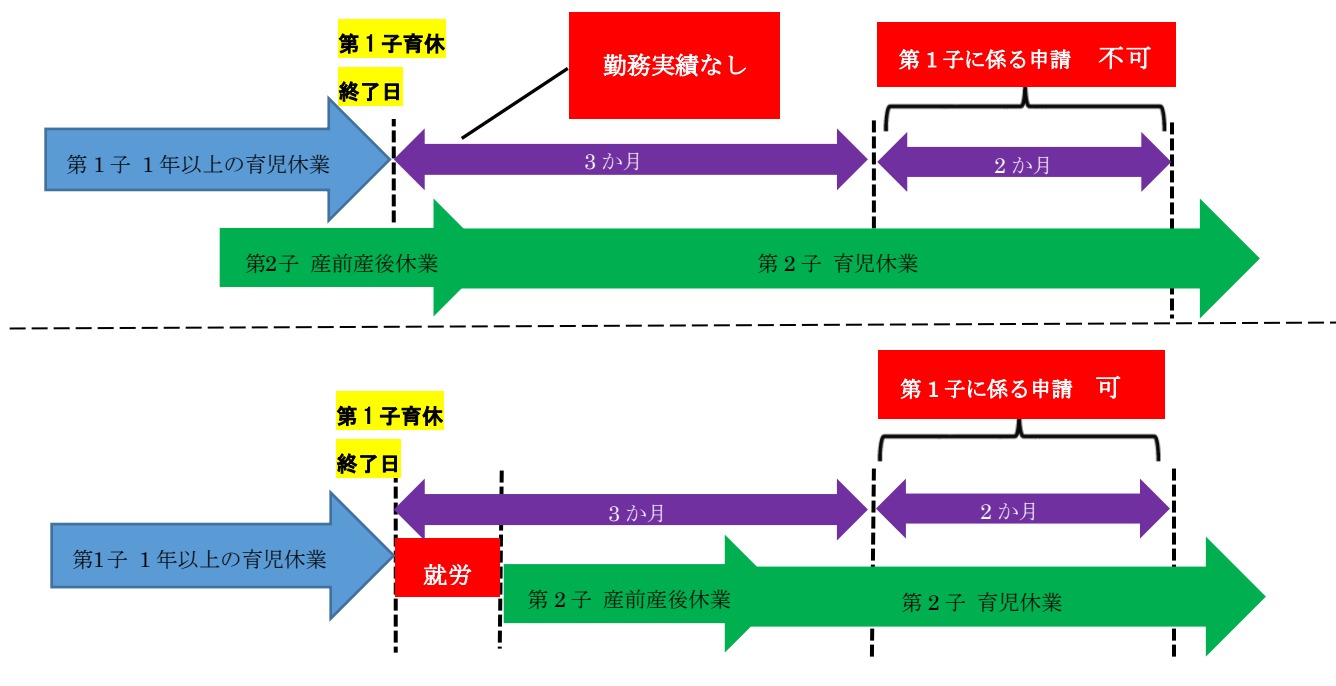 第１子育休
終了日
勤務実績なし
第１子に係る申請　不可
第１子 １年以上の育児休業
３か月
２か月
第2子 産前産後休業
第２子 育児休業
第１子に係る申請　可
第１子育休
終了日
３か月
２か月
第1子 １年以上の育児休業
就労
第２子 産前産後休業
第２子 育児休業